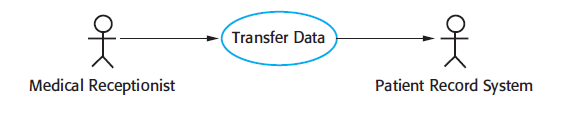 Transfer Data
Medical Receptionist
Patient Record System